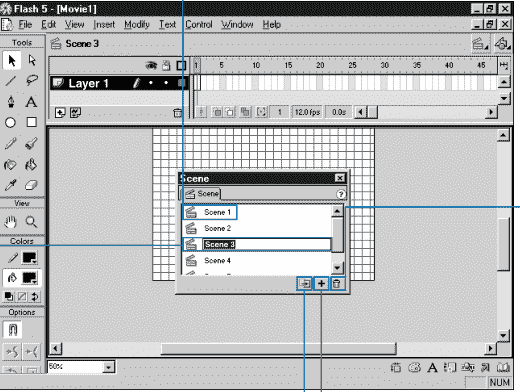 Flash 5 - [Movie1]
File Edit View Insert Modify Text Control Window Help
Tools
Scene 3
1 5 10 15 20 25 30 35 40 45
Layer 1
1 12.0 fps 0.0s
View
Colors
Options
Scene
Scene
?
Scene 1
Scene 2
Scene 3
Scene 4
50%
NUM